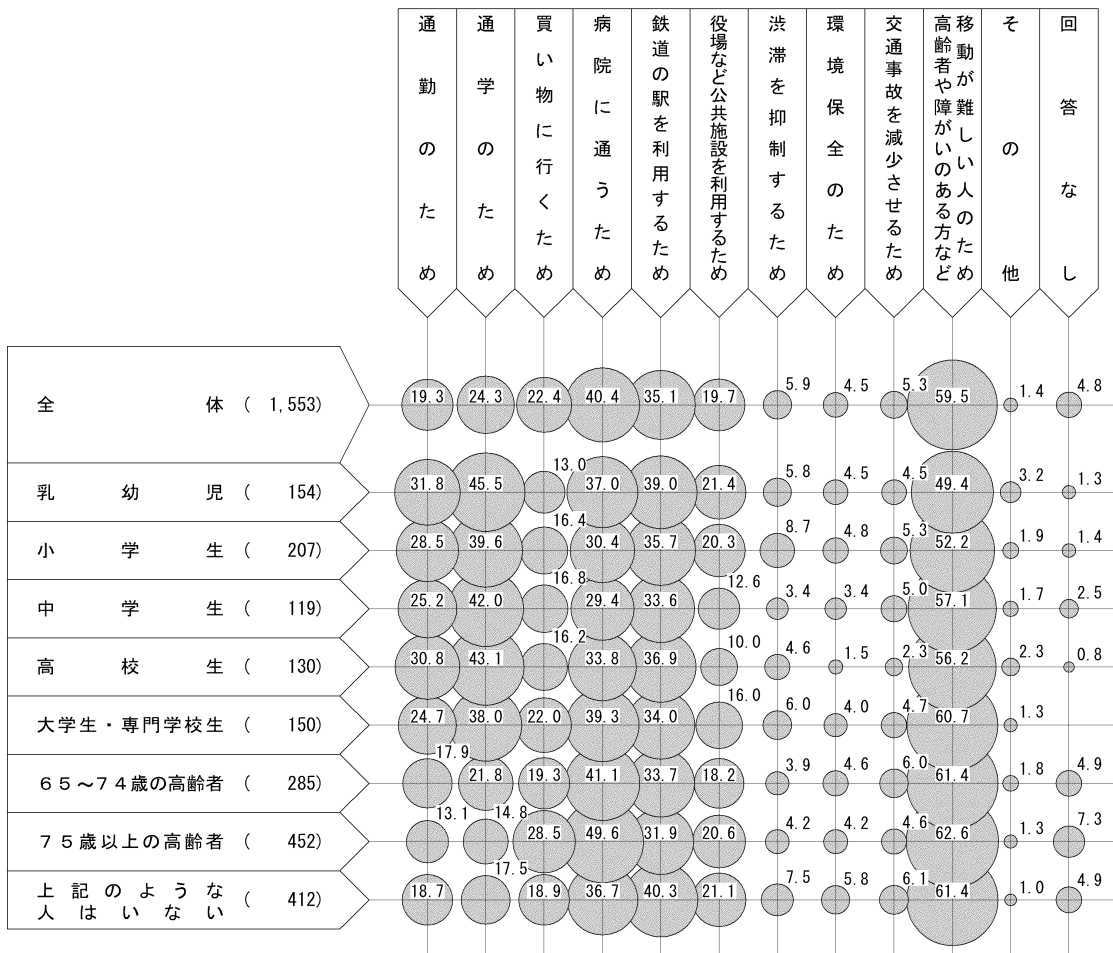 通勤のため
通学のため
買い物に行くため
病院に通うため
鉄道の駅を利用するため
役場など公共施設を利用するため
渋滞を抑制するため
環境保全のため
交通事故を減少させるため
高齢者や障がいのある方など
移動が難しい人のため
その他
回答なし
全体 ( 1,553)
19.3 24.3 22.4 40.4 35.1 19.7 5.9 4.5 5.3 59.5 1.4 4.8
乳幼児 ( 154)
31.8 45.5 13.0 37.0 39.0 21.4 5.8 4.5 4.5 49.4 3.2 1.3
小学生 ( 207)
28.5 39.6 16.4 30.4 35.7 20.3 8.7 4.8 5.3 52.2 1.9 1.4
中学生 ( 119)
25.2 42.0 16.8 29.4 33.6 12.6 3.4 3.4 5.0 57.1 1.7 2.5
高校生 ( 130)
30.8 43.1 16.2 33.8 36.9 10.0 4.6 1.5 2.3 56.2 2.3 0.8
大学生・専門学校生 ( 150)
24.7 38.0 22.0 39.3 34.0 16.0 6.0 4.0 4.7 60.7 1.3
65～74歳の高齢者 ( 285)
17.9 21.8 19.3 41.1 33.7 18.2 3.9 4.6 6.0 61.4 1.8 4.9
75歳以上の高齢者 ( 452)
13.1 14.8 28.5 49.6 31.9 20.6 4.2 4.2 4.6 62.6 1.3 7.3
上記のような
人はいない ( 412)
18.7 17.5 18.9 36.7 40.3 21.1 7.5 5.8 6.1 61.4 1.0 4.9